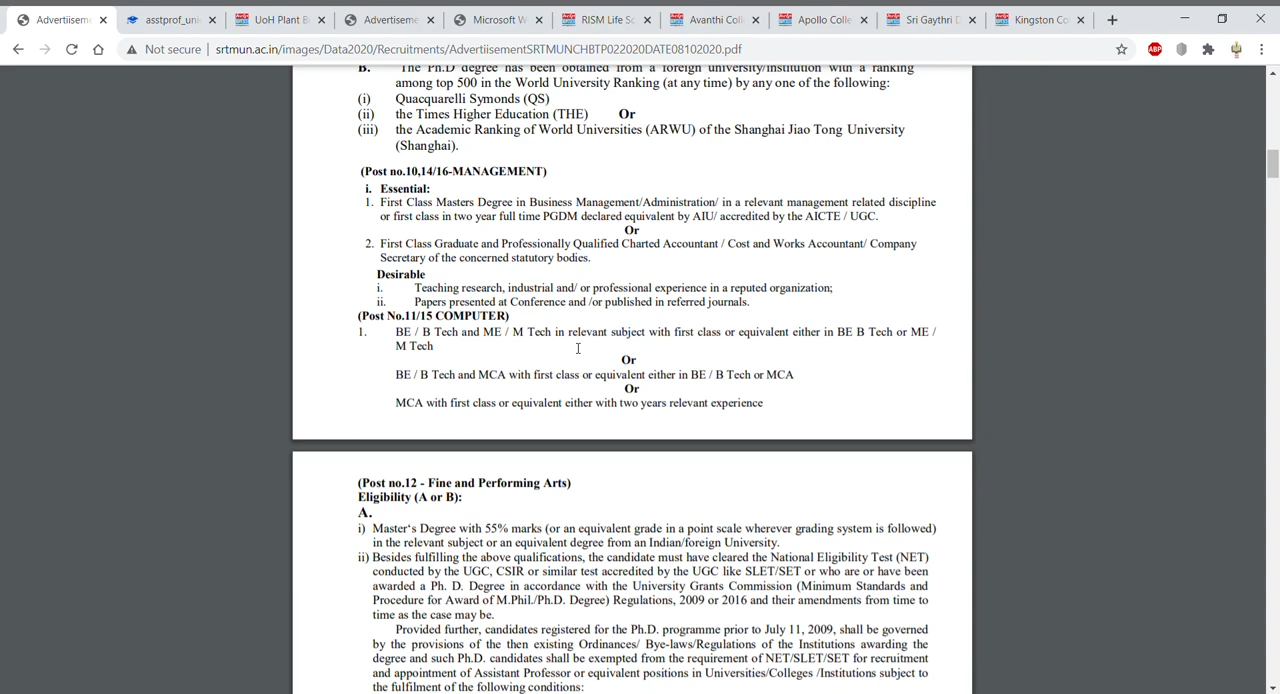 Advertiseme
asstprof_uni
UoH Plant B
Advertiseme
Microsoft W
RISM Life Sc
Avanthi Coll
Apollo Colle
Sri Gayathri D
Kingston Co
Not secure | srtmun.ac.in/images/Data2020/Recruitments/AdvertiisementSRTMUNCHBTP022020DATE08102020.pdf
ABP
B. The Ph.D degree has been obtained from a foreign university/institution with a ranking
among top 500 in the World University Ranking (at any time) by any one of the following:
(i) Quacquarelli Symonds (QS)
(ii) the Times Higher Education (THE) Or
(iii) the Academic Ranking of World Universities (ARWU) of the Shanghai Jiao Tong University
(Shanghai).
(Post no.10,14/16-MANAGEMENT)
i. Essential:
1. First Class Masters Degree in Business Management/Administration/ in a relevant management related discipline
or first class in two year full time PGDM declared equivalent by AIU/ accredited by the AICTE / UGC.
Or
2. First Class Graduate and Professionally Qualified Charted Accountant / Cost and Works Accountant/ Company
Secretary of the concerned statutory bodies.
Desirable
i. Teaching research, industrial and/ or professional experience in a reputed organization;
ii. Papers presented at Conference and /or published in referred journals.
(Post No.11/15 COMPUTER)
1. BE / B Tech and ME / M Tech in relevant subject with first class or equivalent either in BE B Tech or ME /
M Tech
Or
BE / B Tech and MCA with first class or equivalent either in BE / B Tech or MCA
Or
MCA with first class or equivalent either with two years relevant experience
(Post no.12 - Fine and Performing Arts)
Eligibility (A or B):
A.
i) Master‘s Degree with 55% marks (or an equivalent grade in a point scale wherever grading system is followed)
in the relevant subject or an equivalent degree from an Indian/foreign University.
ii) Besides fulfilling the above qualifications, the candidate must have cleared the National Eligibility Test (NET)
conducted by the UGC, CSIR or similar test accredited by the UGC like SLET/SET or who are or have been
awarded a Ph. D. Degree in accordance with the University Grants Commission (Minimum Standards and
Procedure for Award of M.Phil./Ph.D. Degree) Regulations, 2009 or 2016 and their amendments from time to
time as the case may be.
Provided further, candidates registered for the Ph.D. programme prior to July 11, 2009, shall be governed
by the provisions of the then existing Ordinances/ Bye-laws/Regulations of the Institutions awarding the
degree and such Ph.D. candidates shall be exempted from the requirement of NET/SLET/SET for recruitment
and appointment of Assistant Professor or equivalent positions in Universities/Colleges /Institutions subject to
the fulfilment of the following conditions: